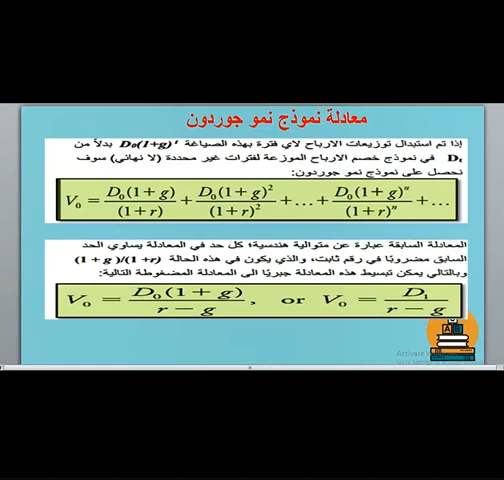 معادلة نموذج نمو جوردون
إذا تم استبدال توزيعات الارباح لاي فترة بهذه الصياغة D₀(1+g)ᵗ بدلاً من
Dₜ في نموذج خصم الارباح الموزعة لفترات غير محددة (لا نهائي) سوف
نحصل على نموذج نمو جوردون:
V₀ = D₀(1+g)/(1+r) + D₀(1+g)²/(1+r)² + ... + D₀(1+g)ⁿ/(1+r)ⁿ + ...
المعادلة السابقة عبارة عن متوالية هندسية؛ كل حد في المعادلة يساوي الحد
السابق مضروبًا في رقم ثابت، والذي يكون في هذه الحالة (1 + g)/(1 +r)
وبالتالي يمكن تبسيط هذه المعادلة جبريًا الى المعادلة المضغوطة التالية:
V₀ = D₀(1 + g)/r − g, or V₀ = D₁/r − g
AB